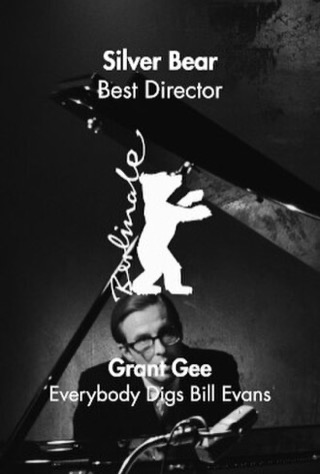 Silver Bear
Best Director
Berlinale
Grant Gee
Everybody Digs Bill Evans